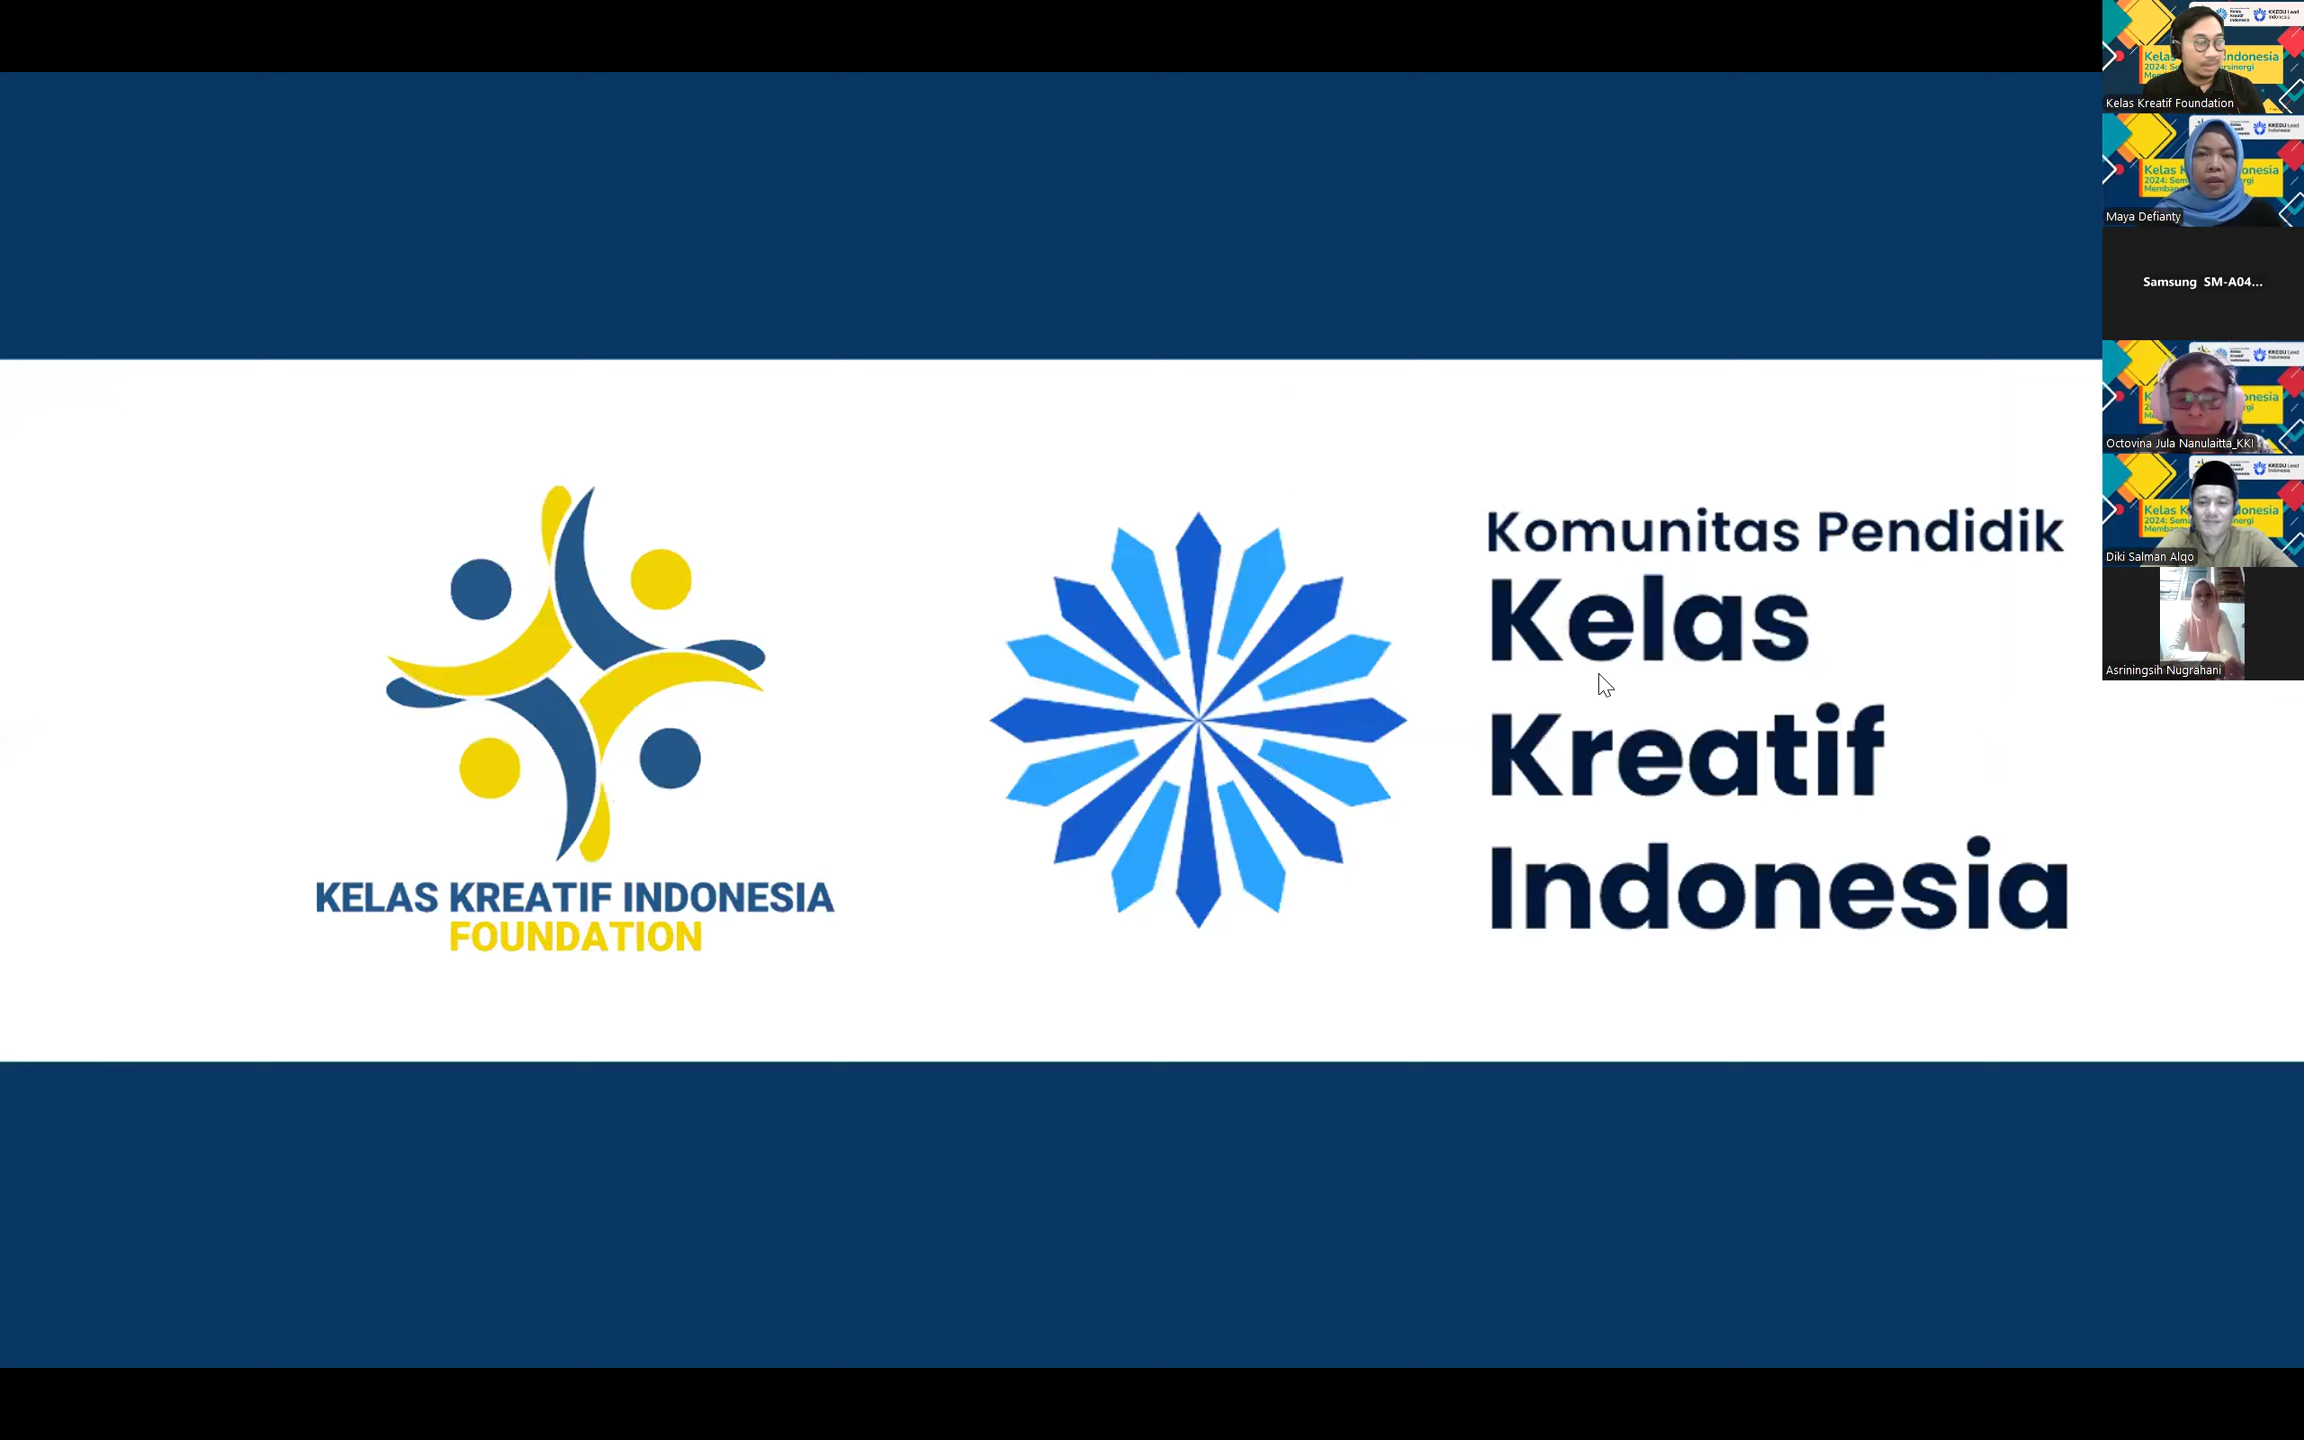 KELAS KREATIF INDONESIA
FOUNDATION
Komunitas Pendidik
Kelas
Kreatif
Indonesia
Kelas Kreatif Foundation
Maya Defianty
Samsung SM-A04...
Octovina Jula Nanulaitta_KKI
Diki Salman Alqo
Asriningsih Nugrahani